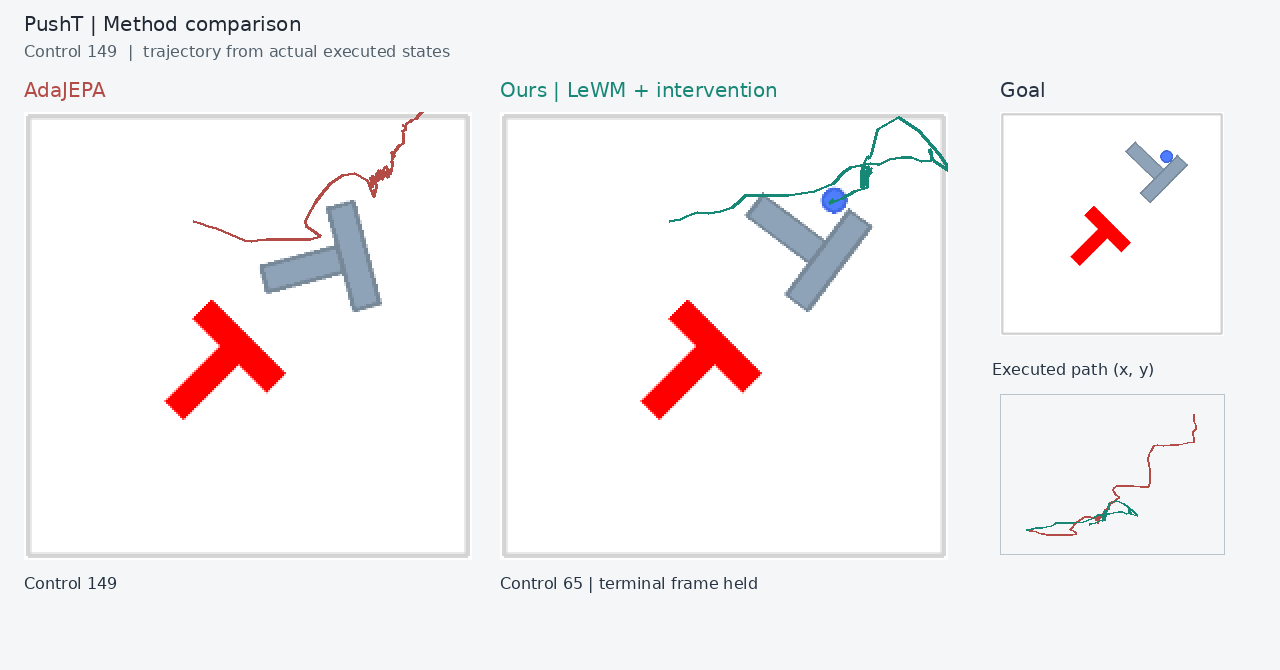 PushT | Method comparison
Control 149 | trajectory from actual executed states
AdaJEPA
Ours | LeWM + intervention
Goal
Executed path (x, y)
Control 149
Control 65 | terminal frame held